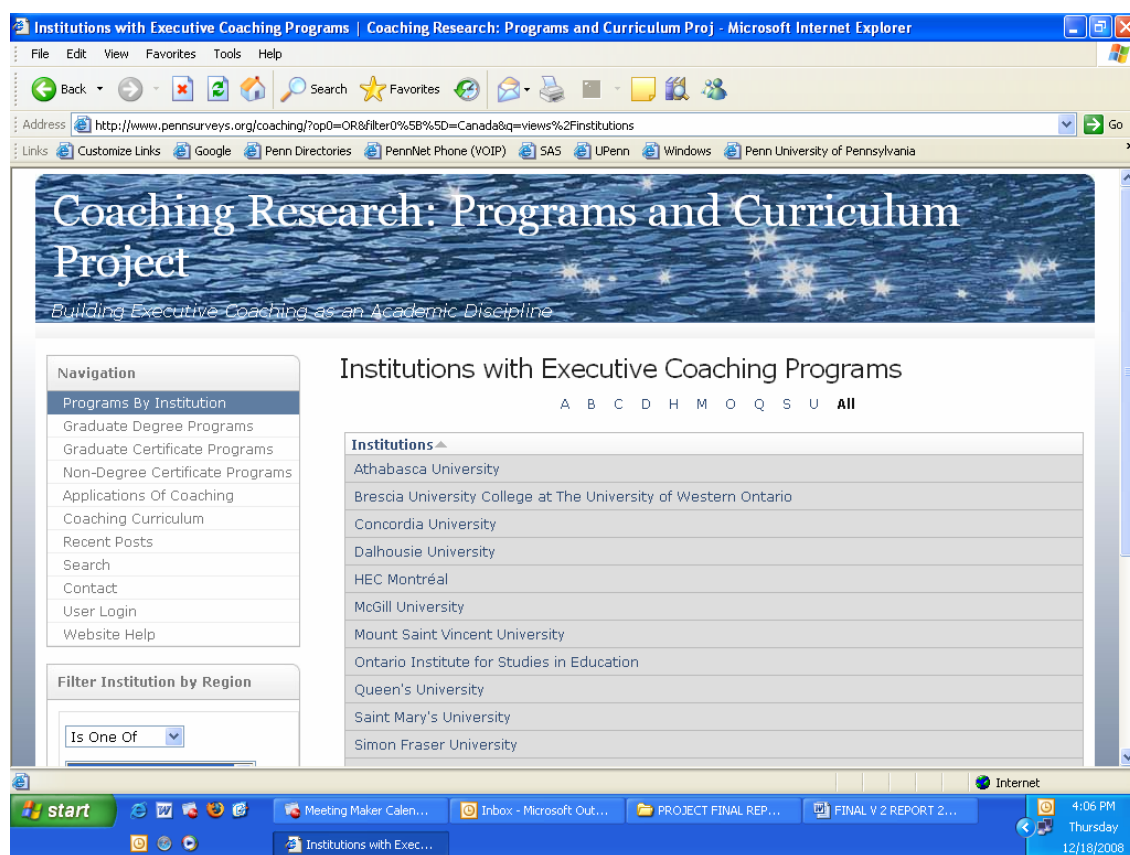 Institutions with Executive Coaching Programs | Coaching Research: Programs and Curriculum Proj - Microsoft Internet Explorer
File Edit View Favorites Tools Help
Back Search Favorites
Address http://www.pennsurveys.org/coaching/?op0=OR&filter0%5B%5D=Canada&q=views%2Finstitutions Go
Links Customize Links Google Penn Directories PennNet Phone (VOIP) SAS UPenn Windows Penn University of Pennsylvania
Coaching Research: Programs and Curriculum
Project
Building Executive Coaching as an Academic Discipline
Navigation
Programs By Institution
Graduate Degree Programs
Graduate Certificate Programs
Non-Degree Certificate Programs
Applications Of Coaching
Coaching Curriculum
Recent Posts
Search
Contact
User Login
Website Help
Filter Institution by Region
Is One Of
Institutions with Executive Coaching Programs
A B C D H M O Q S U All
Institutions
Athabasca University
Brescia University College at The University of Western Ontario
Concordia University
Dalhousie University
HEC Montréal
McGill University
Mount Saint Vincent University
Ontario Institute for Studies in Education
Queen's University
Saint Mary's University
Simon Fraser University
Internet
start Meeting Maker Calen... Inbox - Microsoft Out... PROJECT FINAL REP... FINAL V 2 REPORT 2... 4:06 PM
Thursday
Institutions with Exec... 12/18/2008